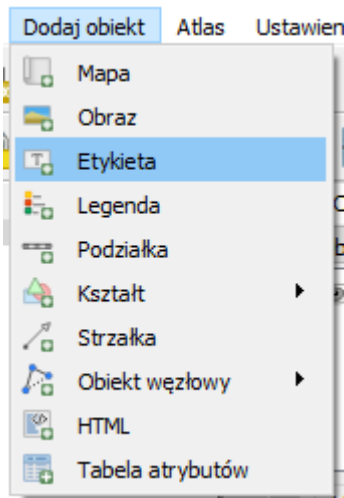 Dodaj obiekt Atlas Ustawien
Mapa
Obraz
Etykieta
Legenda
Podziałka
Kształt
Strzałka
Obiekt węzłowy
HTML
Tabela atrybutów